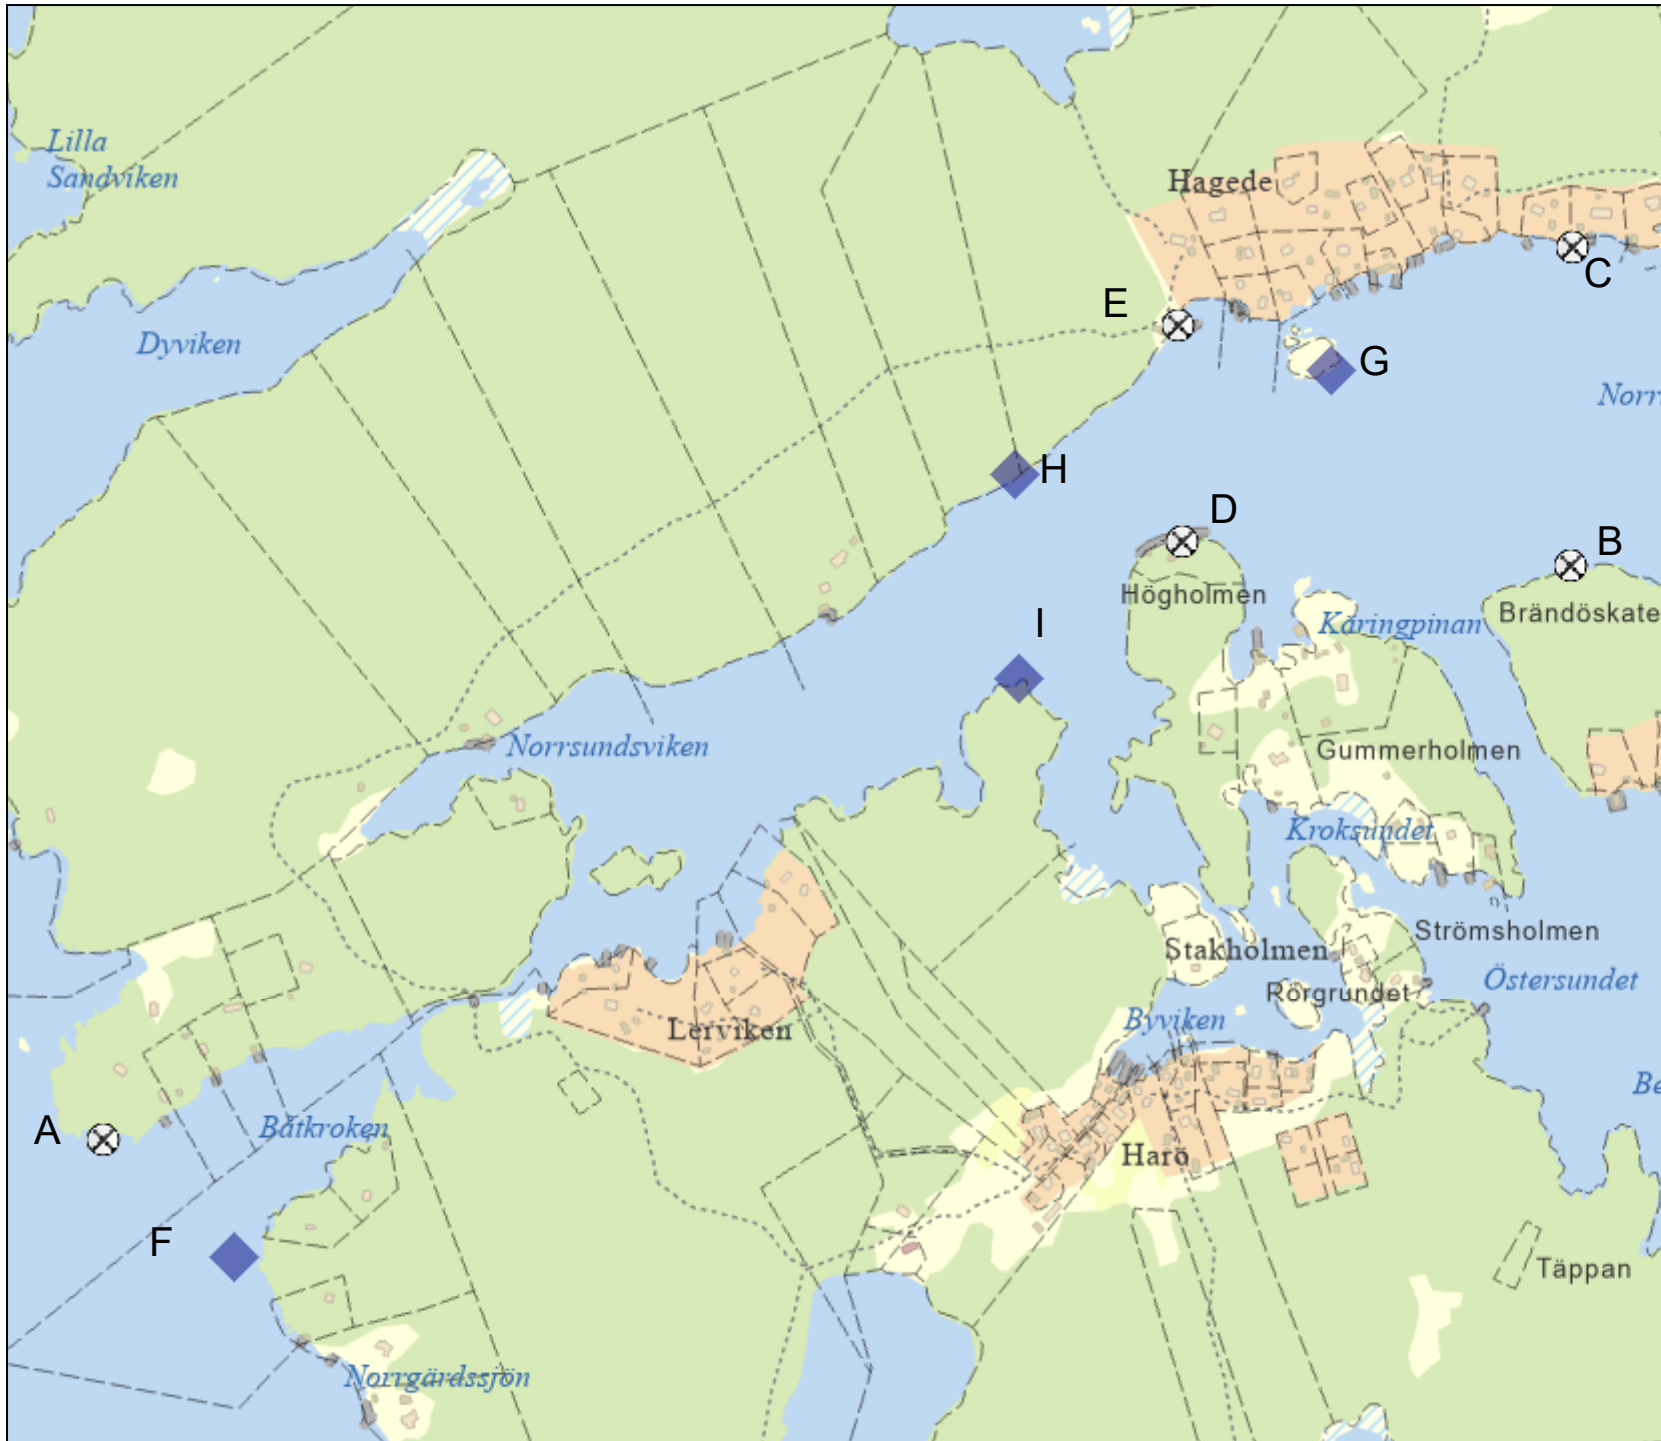 Lilla
Sandviken
Hagede
C
E
Dyviken
G
Norr
H
D
B
Högholmen
Käringpinan
Brändöskate
I
Norrsundsviken
Gummerholmen
Kroksundet
Strömsholmen
Stakholmen
Östersundet
Rörgrundet
Lerviken
Byviken
Be
A
Båtkroken
Harö
F
Täppan
Norrgårdssjön